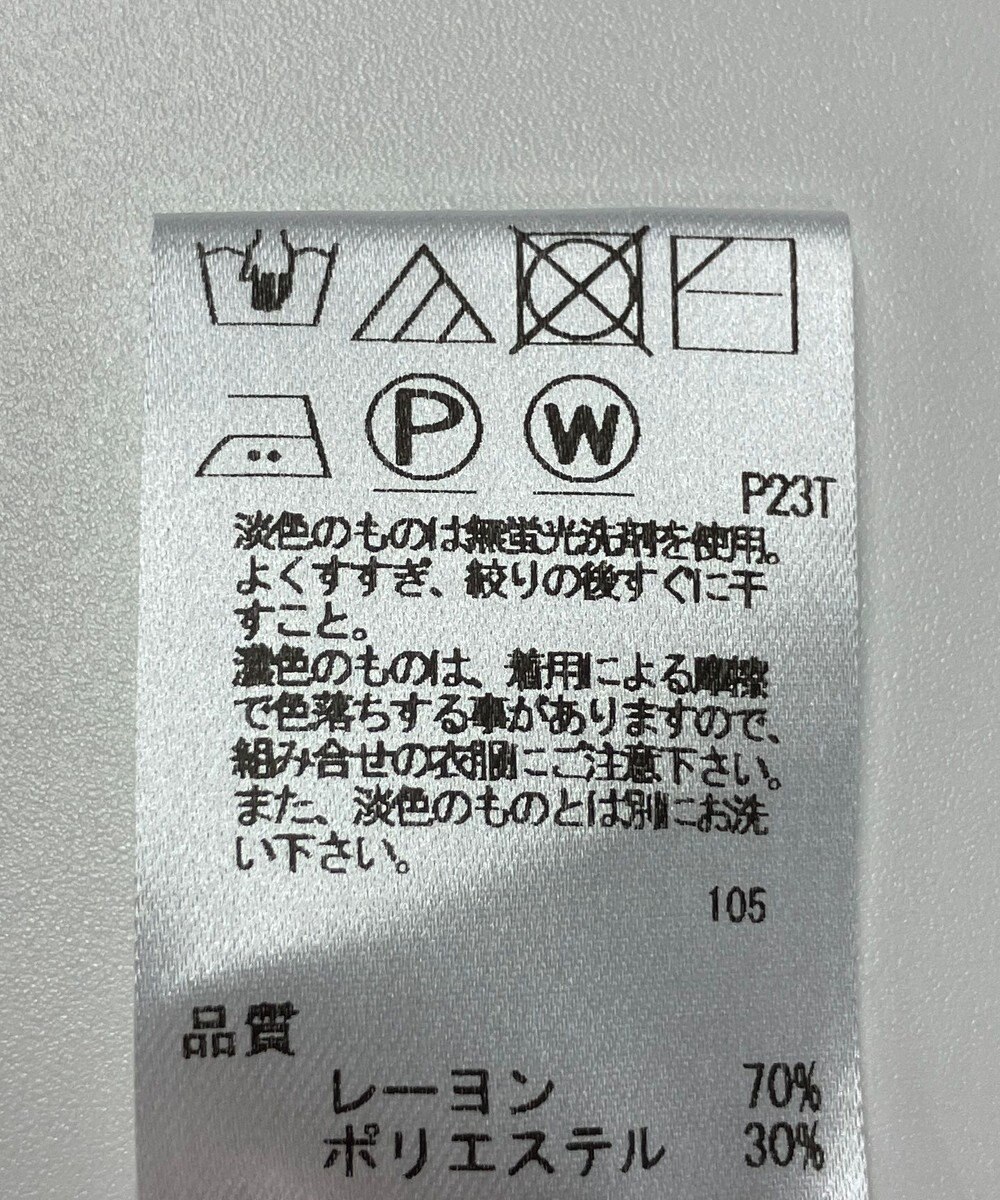 P
W
P23T
淡色のものは無蛍光洗剤を使用。
よくすすぎ、絞りの後すぐに干
すこと。
濃色のものは、着用による摩擦
で色落ちする事がありますので、
組み合せの衣服にご注意下さい。
また、淡色のものとは別にお洗
い下さい。
105
品質
レーヨン 70%
ポリエステル 30%